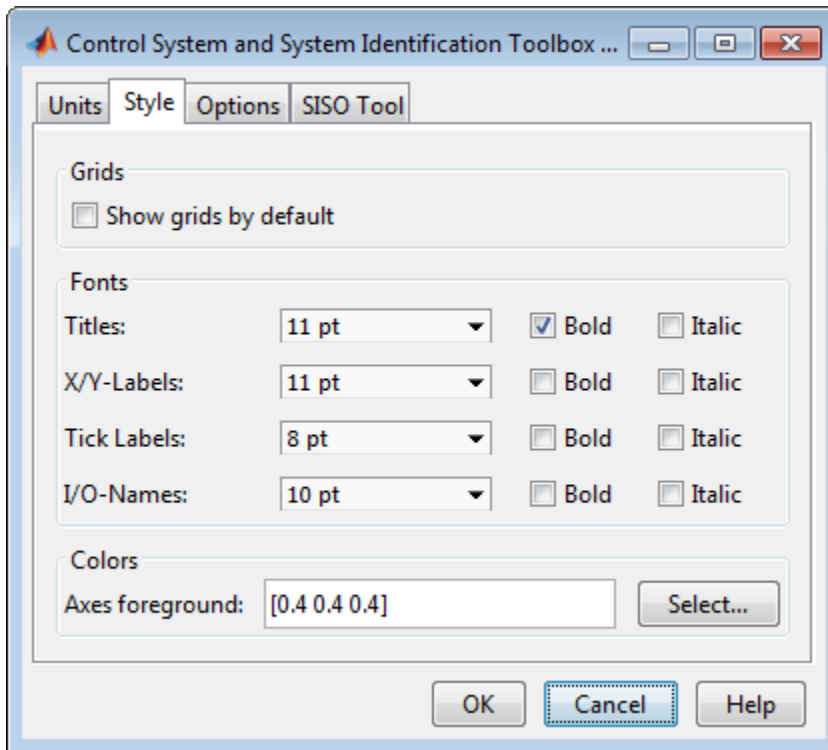 Control System and System Identification Toolbox ...
Units Style Options SISO Tool
Grids
Show grids by default
Fonts
Titles: 11 pt Bold Italic
X/Y-Labels: 11 pt Bold Italic
Tick Labels: 8 pt Bold Italic
I/O-Names: 10 pt Bold Italic
Colors
Axes foreground: [0.4 0.4 0.4] Select...
OK Cancel Help